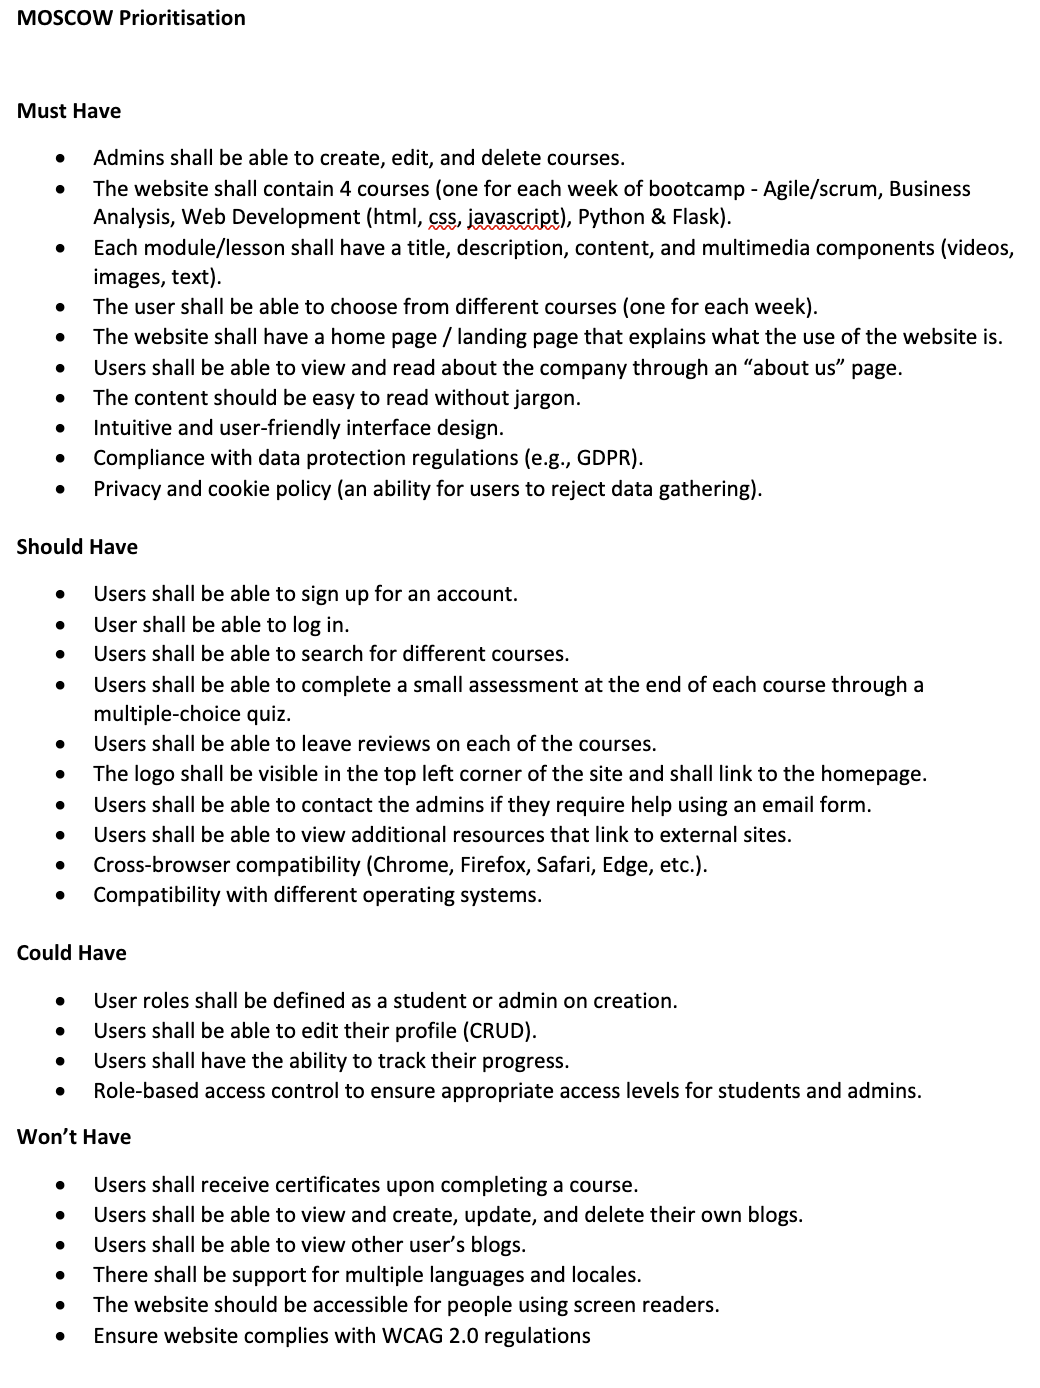 MOSCOW Prioritisation
Must Have
• Admins shall be able to create, edit, and delete courses.
• The website shall contain 4 courses (one for each week of bootcamp - Agile/scrum, Business
Analysis, Web Development (html, css, javascript), Python & Flask).
• Each module/lesson shall have a title, description, content, and multimedia components (videos,
images, text).
• The user shall be able to choose from different courses (one for each week).
• The website shall have a home page / landing page that explains what the use of the website is.
• Users shall be able to view and read about the company through an “about us” page.
• The content should be easy to read without jargon.
• Intuitive and user-friendly interface design.
• Compliance with data protection regulations (e.g., GDPR).
• Privacy and cookie policy (an ability for users to reject data gathering).
Should Have
• Users shall be able to sign up for an account.
• User shall be able to log in.
• Users shall be able to search for different courses.
• Users shall be able to complete a small assessment at the end of each course through a
multiple-choice quiz.
• Users shall be able to leave reviews on each of the courses.
• The logo shall be visible in the top left corner of the site and shall link to the homepage.
• Users shall be able to contact the admins if they require help using an email form.
• Users shall be able to view additional resources that link to external sites.
• Cross-browser compatibility (Chrome, Firefox, Safari, Edge, etc.).
• Compatibility with different operating systems.
Could Have
• User roles shall be defined as a student or admin on creation.
• Users shall be able to edit their profile (CRUD).
• Users shall have the ability to track their progress.
• Role-based access control to ensure appropriate access levels for students and admins.
Won’t Have
• Users shall receive certificates upon completing a course.
• Users shall be able to view and create, update, and delete their own blogs.
• Users shall be able to view other user’s blogs.
• There shall be support for multiple languages and locales.
• The website should be accessible for people using screen readers.
• Ensure website complies with WCAG 2.0 regulations